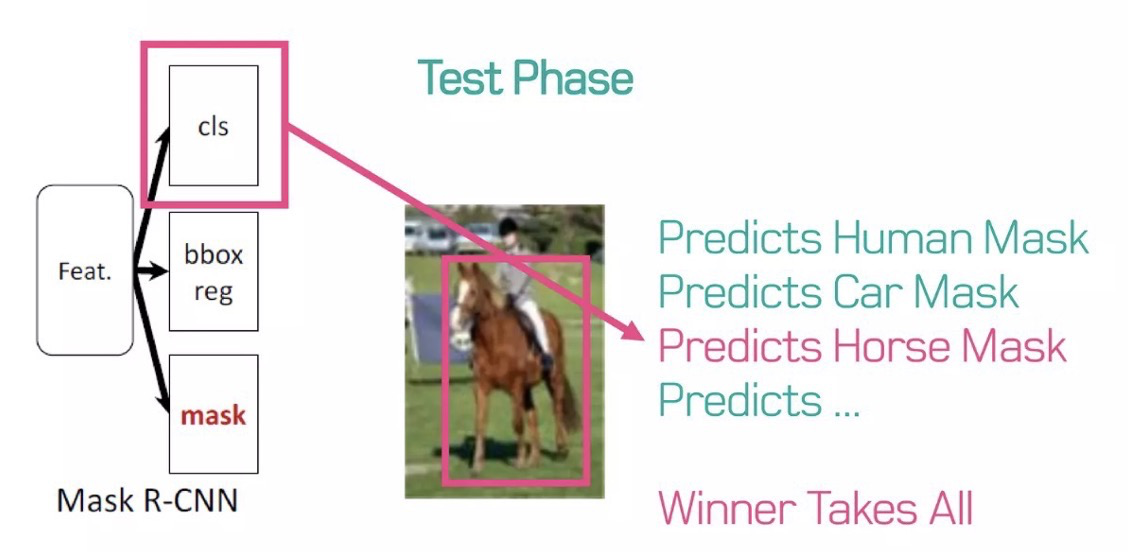 Test Phase
cls
bbox
reg
Feat.
mask
Mask R-CNN
Predicts Human Mask
Predicts Car Mask
Predicts Horse Mask
Predicts ...
Winner Takes All